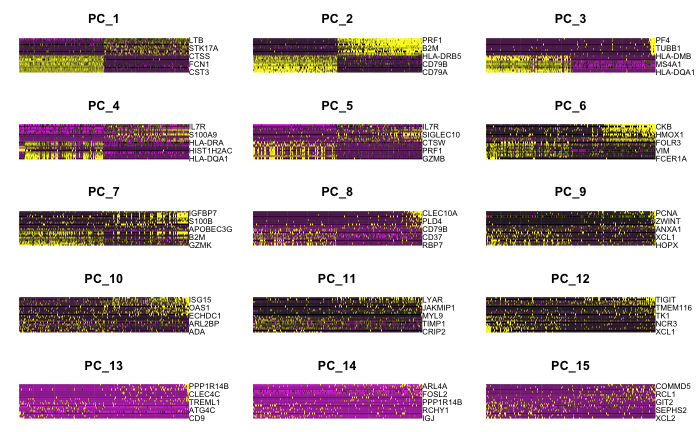 PC_1
LTB
STK17A
CTSS
FCN1
CST3
PC_2
PRF1
B2M
HLA-DRB5
CD79B
CD79A
PC_3
PF4
TUBB1
HLA-DMB
MS4A1
HLA-DQA1
PC_4
IL7R
S100A9
HLA-DRA
HIST1H2AC
HLA-DQA1
PC_5
IL7R
SIGLEC10
CTSW
PRF1
GZMB
PC_6
CKB
HMOX1
FOLR3
VIM
FCER1A
PC_7
IGFBP7
S100B
APOBEC3G
B2M
GZMK
PC_8
CLEC10A
PLD4
CD79B
CD37
RBP7
PC_9
PCNA
ZWINT
ANXA1
XCL1
HOPX
PC_10
ISG15
OAS1
ECHDC1
ARL2BP
ADA
PC_11
LYAR
JAKMIP1
MYL9
TIMP1
CRIP2
PC_12
TIGIT
TMEM116
TK1
NCR3
XCL1
PC_13
PPP1R14B
CLEC4C
TREML1
ATG4C
CD9
PC_14
ARL4A
FOSL2
PPP1R14B
RCHY1
IGJ
PC_15
COMMD5
RCL1
GIT2
SEPHS2
XCL2